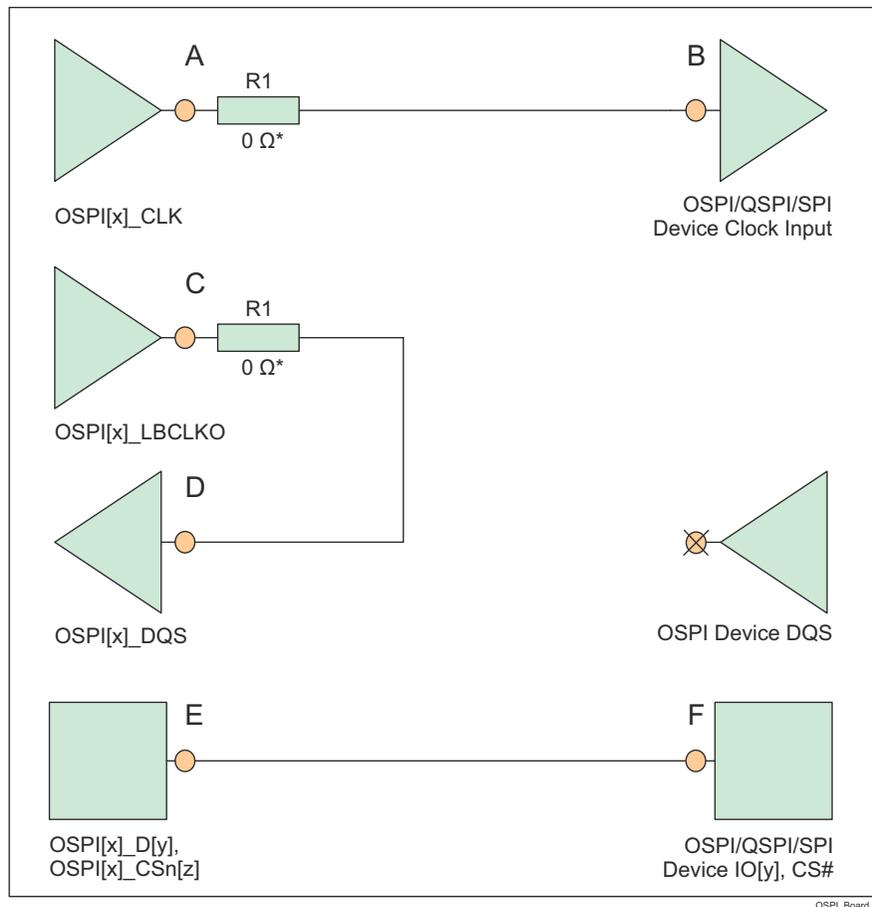 A
B
R1
0 Ω*
OSPI[x]_CLK
OSPI/QSPI/SPI
Device Clock Input
C
R1
0 Ω*
OSPI[x]_LBCLKO
D
OSPI[x]_DQS
OSPI Device DQS
E
F
OSPI[x]_D[y],
OSPI[x]_CSn[z]
OSPI/QSPI/SPI
Device IO[y], CS#
OSPI_Board